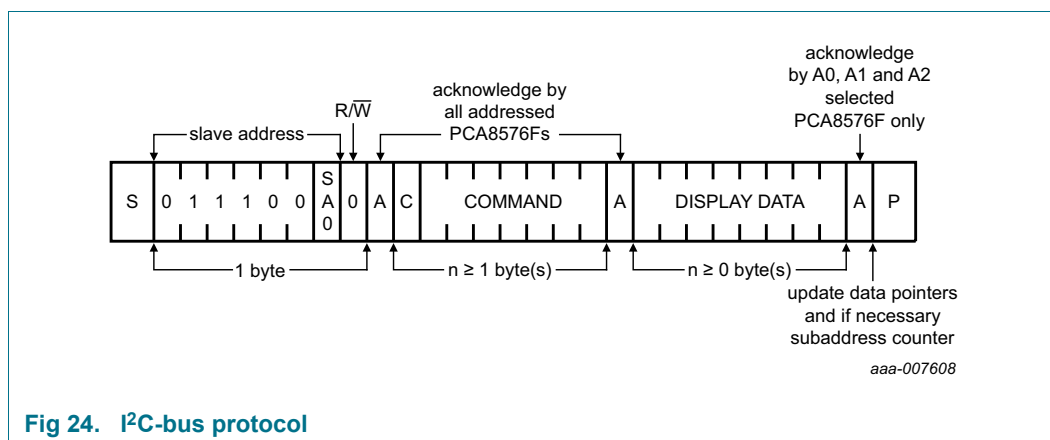 acknowledge
by A0, A1 and A2
selected
PCA8576F only
acknowledge by
all addressed
PCA8576Fs
R/W̅
slave address
S 0 1 1 1 0 0 SA0 0 A C COMMAND A DISPLAY DATA A P
1 byte n ≥ 1 byte(s) n ≥ 0 byte(s)
update data pointers
and if necessary
subaddress counter
aaa-007608
Fig 24. I²C-bus protocol